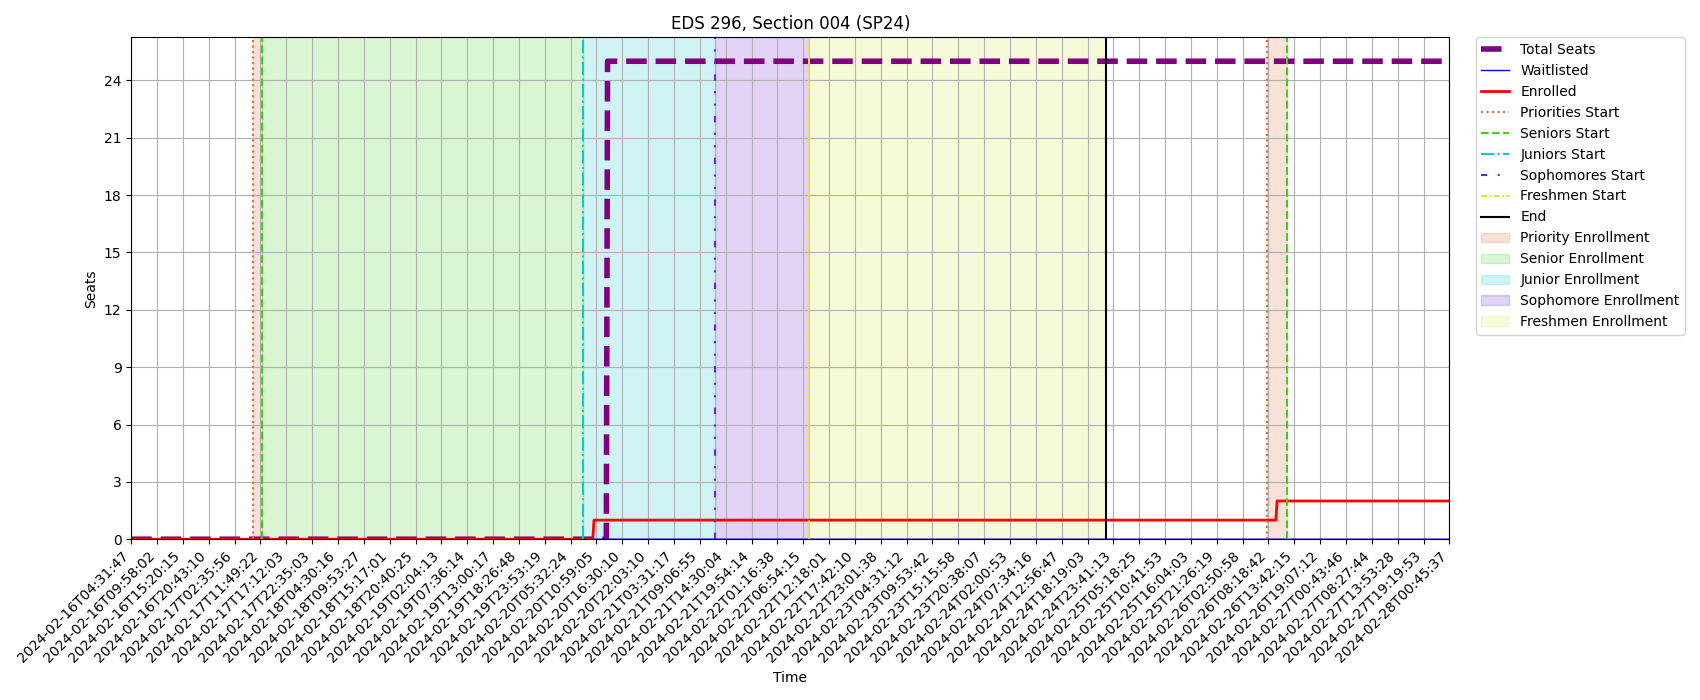 EDS 296, Section 004 (SP24)
Total Seats
Waitlisted
Enrolled
Priorities Start
Seniors Start
Juniors Start
Sophomores Start
Freshmen Start
End
Priority Enrollment
Senior Enrollment
Junior Enrollment
Sophomore Enrollment
Freshmen Enrollment
Seats
24
21
18
15
12
9
6
3
0
2024-02-16T04:31:47
2024-02-16T09:58:02
2024-02-16T15:20:15
2024-02-16T20:43:10
2024-02-17T02:35:56
2024-02-17T11:49:22
2024-02-17T17:12:03
2024-02-17T22:35:03
2024-02-18T04:30:16
2024-02-18T09:53:27
2024-02-18T15:17:01
2024-02-18T20:40:25
2024-02-19T02:04:13
2024-02-19T07:36:14
2024-02-19T13:00:17
2024-02-19T18:26:48
2024-02-19T23:53:19
2024-02-20T05:32:24
2024-02-20T10:59:05
2024-02-20T16:30:10
2024-02-20T22:03:10
2024-02-21T03:31:17
2024-02-21T09:06:55
2024-02-21T14:30:04
2024-02-21T19:54:14
2024-02-22T01:16:38
2024-02-22T06:54:15
2024-02-22T12:18:01
2024-02-22T17:42:10
2024-02-22T23:01:38
2024-02-23T04:31:12
2024-02-23T09:53:42
2024-02-23T15:15:58
2024-02-23T20:38:07
2024-02-24T02:00:53
2024-02-24T07:34:16
2024-02-24T12:56:47
2024-02-24T18:19:03
2024-02-24T23:41:13
2024-02-25T05:18:25
2024-02-25T10:41:53
2024-02-25T16:04:03
2024-02-25T21:26:19
2024-02-26T02:50:58
2024-02-26T08:18:42
2024-02-26T13:42:15
2024-02-26T19:07:12
2024-02-27T00:43:46
2024-02-27T08:27:44
2024-02-27T13:53:28
2024-02-27T19:19:53
2024-02-28T00:45:37
Time